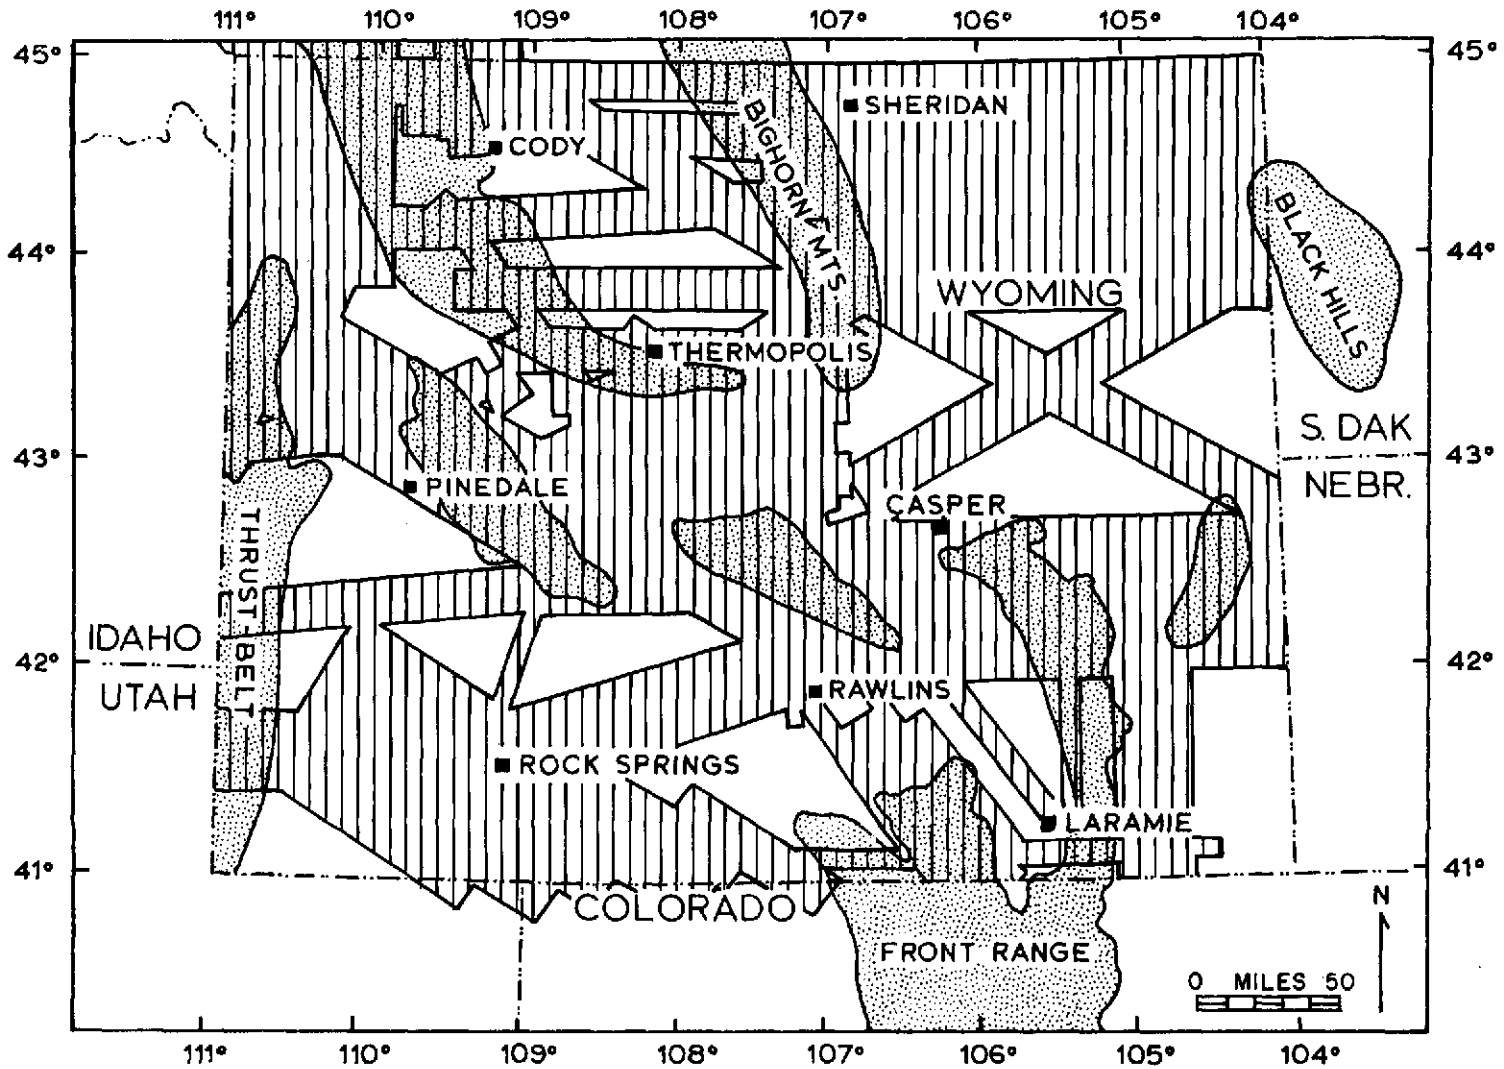 111° 110° 109° 108° 107° 106° 105° 104°
45° 45°
SHERIDAN
BIGHORN MTS.
CODY
BLACK HILLS
44° 44°
WYOMING
THERMOPOLIS
S. DAK
43° 43°
NEBR.
PINEDALE
CASPER
THRUST BELT
IDAHO
42° 42°
UTAH
RAWLINS
ROCK SPRINGS
LARAMIE
41° 41°
COLORADO
N
FRONT RANGE
0 MILES 50
111° 110° 109° 108° 107° 106° 105° 104°